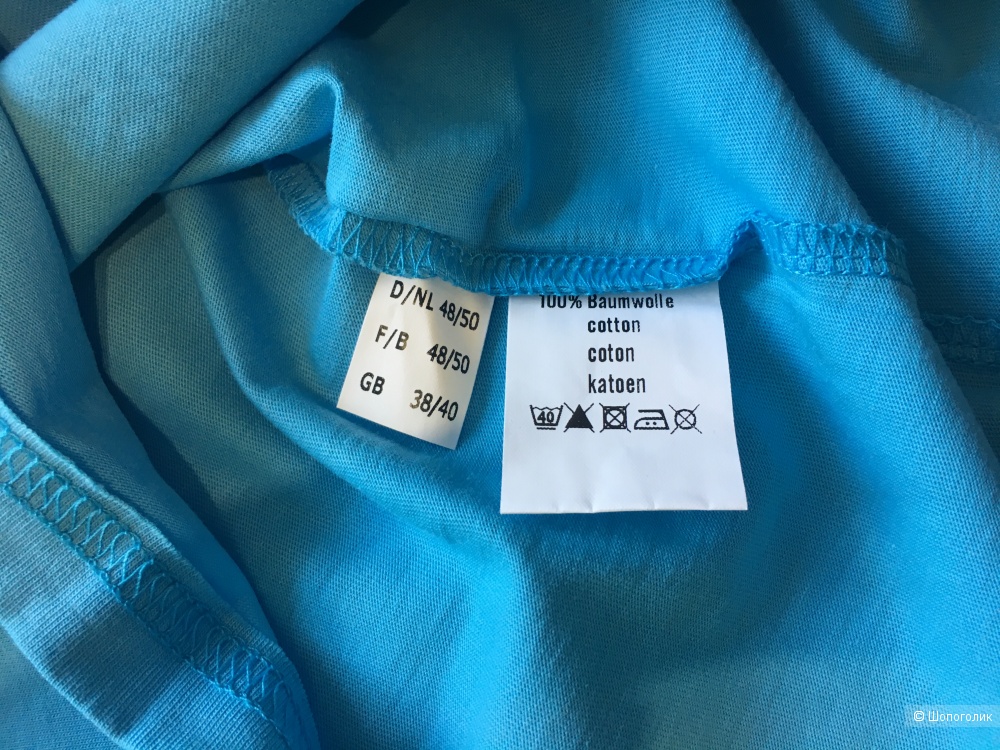 D/NL 48/50
F/B 48/50
GB 38/40
100% Baumwolle
cotton
coton
katoen
40
© Шопоголик